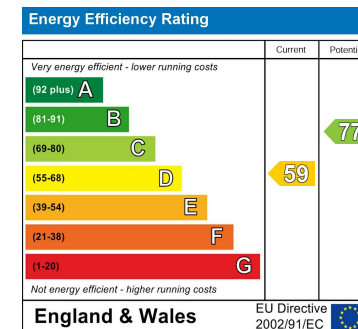 Energy Efficiency Rating
Current Potenti
Very energy efficient - lower running costs
(92 plus) A
(81-91) B
(69-80) C
(55-68) D
(39-54) E
(21-38) F
(1-20) G
59
77
Not energy efficient - higher running costs
England & Wales
EU Directive
2002/91/EC